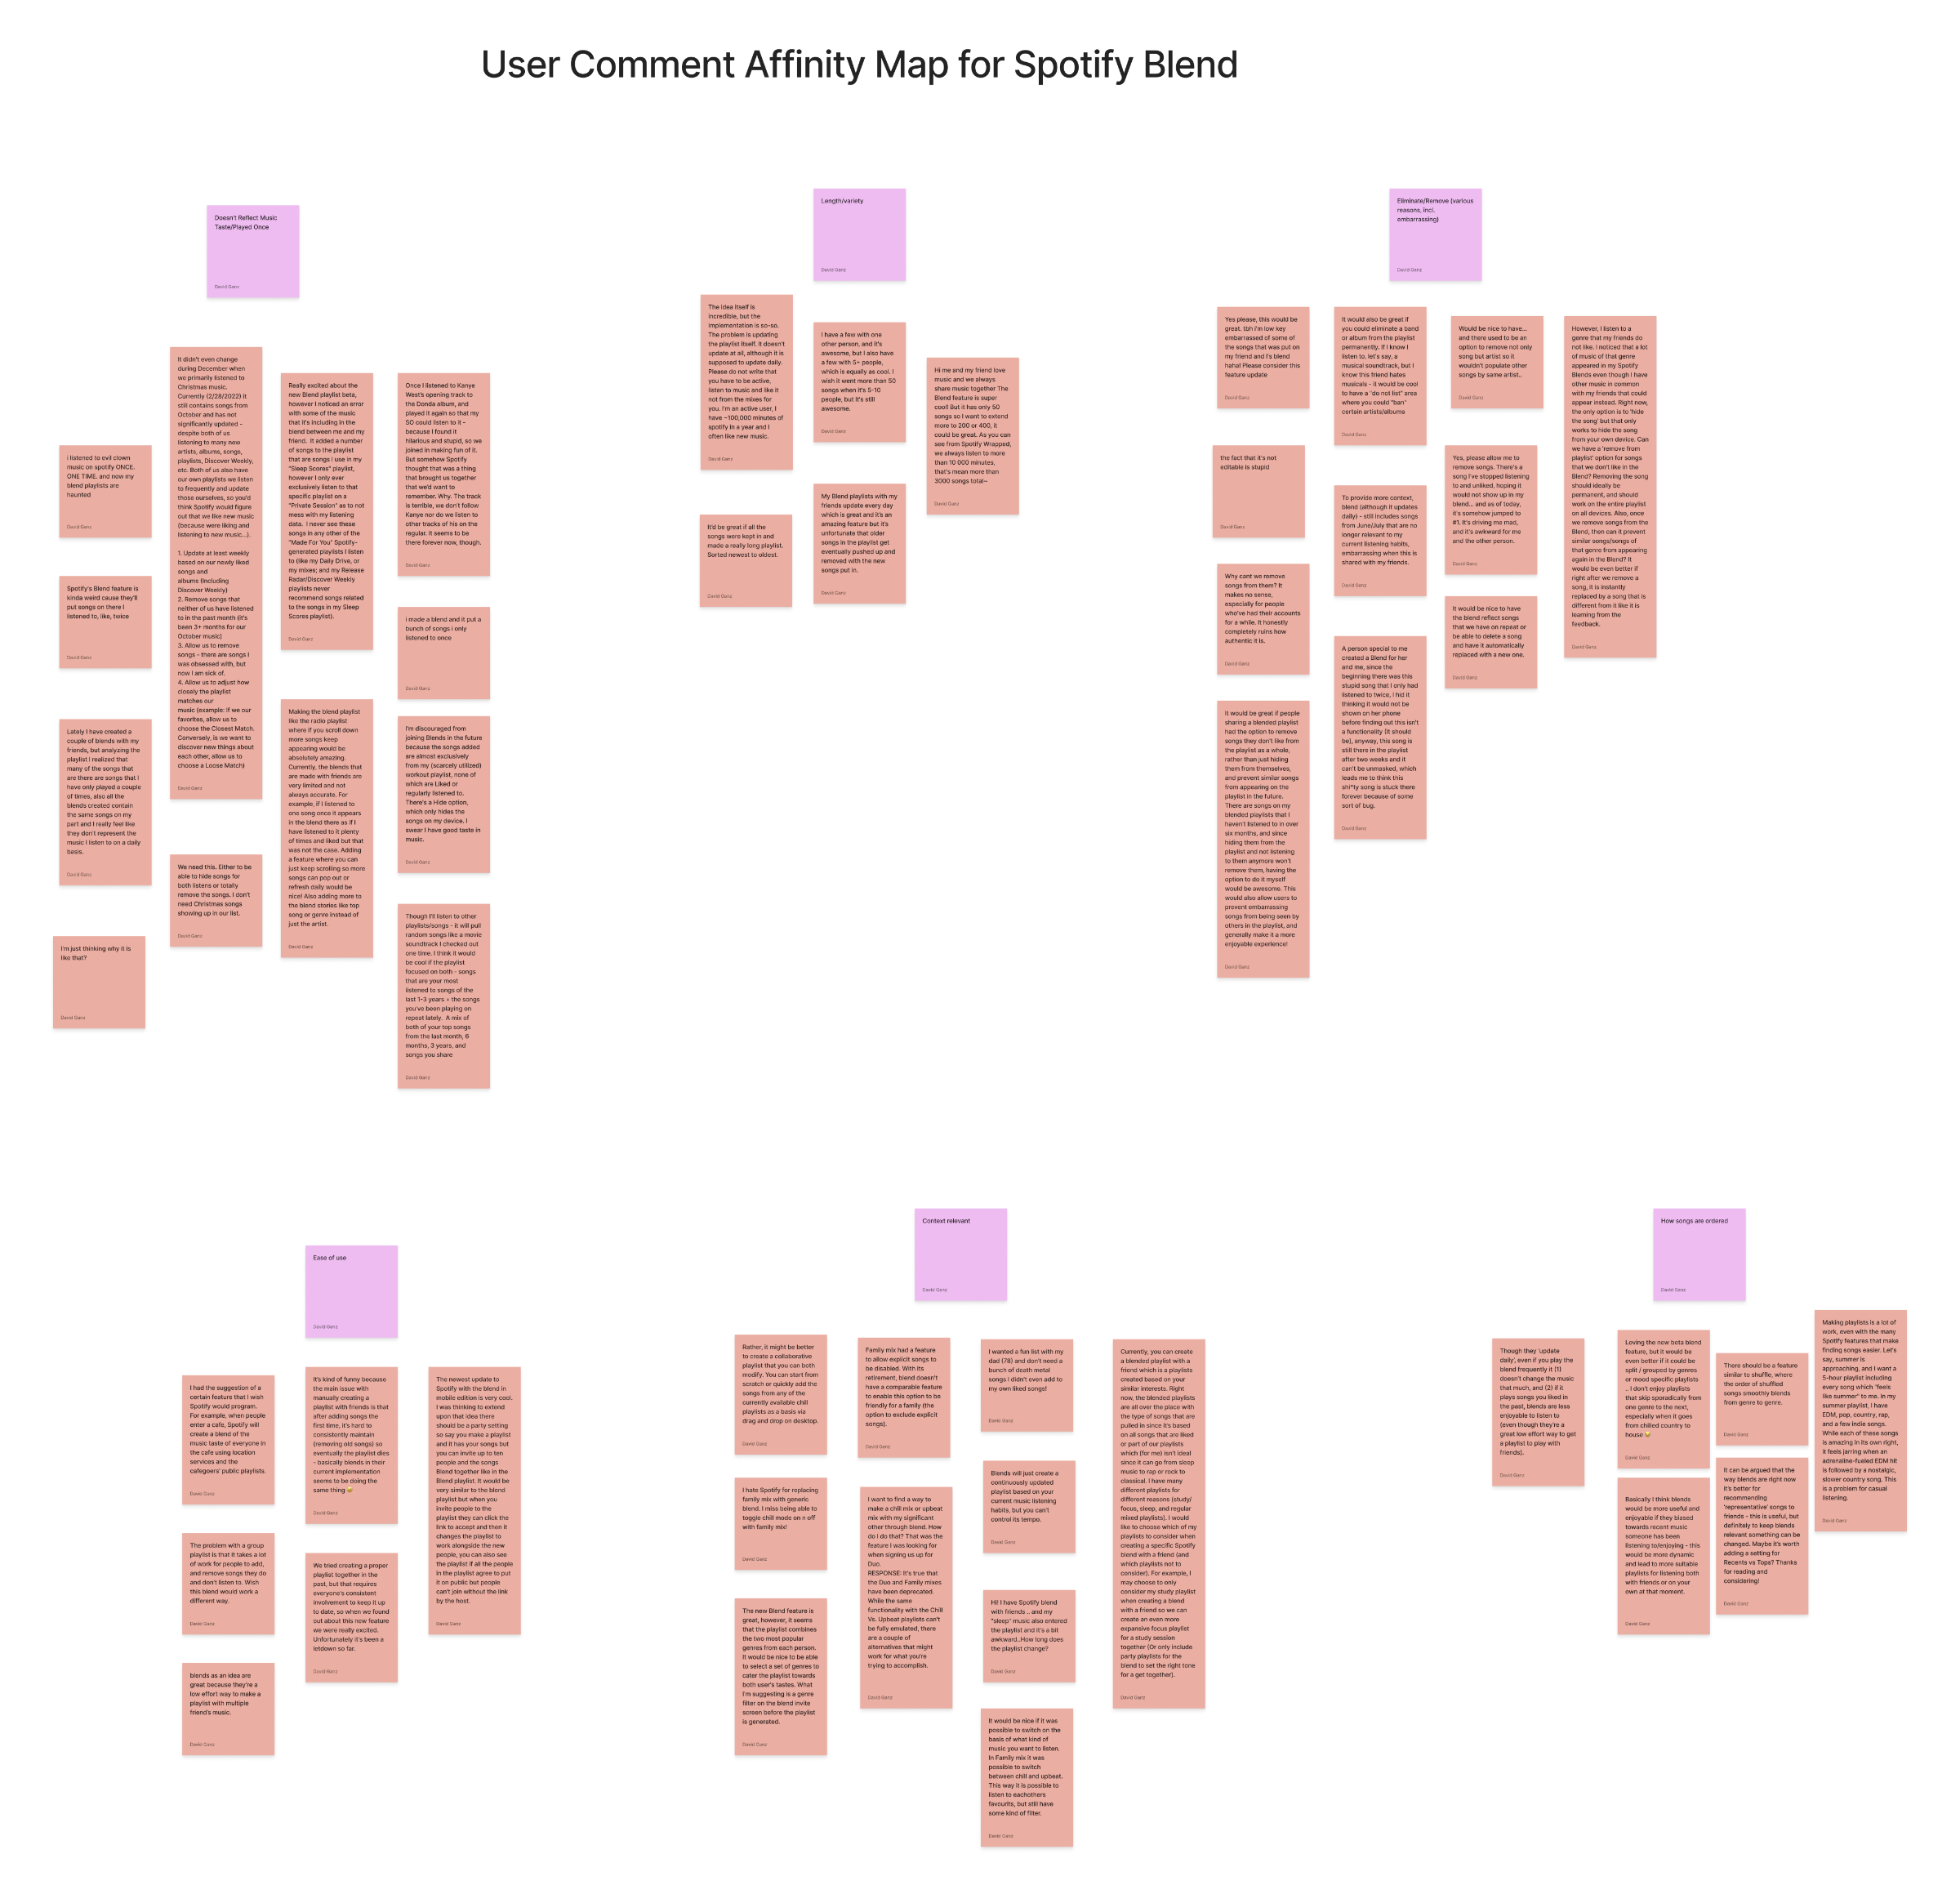 User Comment Affinity Map for Spotify Blend
Doesn't Reflect Music
Taste/Played Once
David Ganz
i listened to evil clown
music on spotify ONCE.
ONE TIME. and now my
blend playlists are
haunted
David Ganz
Spotify's Blend feature is
kinda weird cause they'll
put songs on there I
listened to, like, twice
David Ganz
Lately I have created a
couple of blends with my
friends, but analyzing the
playlist I realized that
many of the songs that
are there are songs that I
have only played a couple
of times, also all the
blends created contain
the same songs on my
part and I really feel like
they don't represent the
music I listen to on a daily
basis.
David Ganz
I'm just thinking why it is
like that?
David Ganz
It didn't even change
during December when
we primarily listened to
Christmas music.
Currently (2/28/2022) it
still contains songs from
October and has not
significantly updated -
despite both of us
listening to many new
artists, albums, songs,
playlists, Discover Weekly,
etc. Both of us also have
our own playlists we listen
to frequently and update
those ourselves, so you'd
think Spotify would figure
out that we like new music
(because were liking and
listening to new music...).
1. Update at least weekly
based on our newly liked
songs and
albums (including
Discover Weekly)
2. Remove songs that
neither of us have listened
to in the past month (it's
been 3+ months for our
October music)
3. Allow us to remove
songs - there are songs I
was obsessed with, but
now I am sick of.
4. Allow us to adjust how
closely the playlist
matches our
music (example: If we our
favorites, allow us to
choose the Closest Match.
Conversely, is we want to
discover new things about
each other, allow us to
choose a Loose Match)
David Ganz
We need this. Either to be
able to hide songs for
both listens or totally
remove the songs. I don't
need Christmas songs
showing up in our list.
David Ganz
Really excited about the
new Blend playlist beta,
however I noticed an error
with some of the music
that it's including in the
blend between me and my
friend.  It added a number
of songs to the playlist
that are songs i use in my
"Sleep Scores" playlist,
however I only ever
exclusively listen to that
specific playlist on a
"Private Session" as to not
mess with my listening
data.  I never see these
songs in any other of the
"Made For You" Spotify-
generated playlists I listen
to (like my Daily Drive, or
my mixes; and my Release
Radar/Discover Weekly
playlists never
recommend songs related
to the songs in my Sleep
Scores playlist).
David Ganz
Making the blend playlist
like the radio playlist
where if you scroll down
more songs keep
appearing would be
absolutely amazing.
Currently, the blends that
are made with friends are
very limited and not
always accurate. For
example, if I listened to
one song once it appears
in the blend there as if I
have listened to it plenty
of times and liked but that
was not the case. Adding
a feature where you can
just keep scrolling so more
songs can pop out or
refresh daily would be
nice! Also adding more to
the blend stories like top
song or genre instead of
just the artist.
David Ganz
Once I listened to Kanye
West's opening track to
the Donda album, and
played it again so that my
SO could listen to it -
because I found it
hilarious and stupid, so we
joined in making fun of it.
But somehow Spotify
thought that was a thing
that brought us together
that we'd want to
remember. Why. The track
is terrible, we don't follow
Kanye nor do we listen to
other tracks of his on the
regular. It seems to be
there forever now, though.
David Ganz
i made a blend and it put a
bunch of songs i only
listened to once
David Ganz
I'm discouraged from
joining Blends in the future
because the songs added
are almost exclusively
from my (scarcely utilized)
workout playlist, none of
which are Liked or
regularly listened to.
There's a Hide option,
which only hides the
songs on my device. I
swear I have good taste in
music.
David Ganz
Though I'll listen to other
playlists/songs - it will pull
random songs like a movie
soundtrack I checked out
one time. I think it would
be cool if the playlist
focused on both - songs
that are your most
listened to songs of the
last 1-3 years + the songs
you've been playing on
repeat lately.  A mix of
both of your top songs
from the last month, 6
months, 3 years, and
songs you share
David Ganz
Length/variety
David Ganz
The idea itself is
incredible, but the
implementation is so-so.
The problem is updating
the playlist itself. It doesn't
update at all, although it is
supposed to update daily.
Please do not write that
you have to be active,
listen to music and like it
not from the mixes for
you. I'm an active user, I
have ~100,000 minutes of
spotify in a year and I
often like new music.
David Ganz
It'd be great if all the
songs were kept in and
made a really long playlist.
Sorted newest to oldest.
David Ganz
I have a few with one
other person, and it's
awesome, but I also have
a few with 5+ people,
which is equally as cool. I
wish it went more than 50
songs when it's 5-10
people, but it's still
awesome.
David Ganz
My Blend playlists with my
friends update every day
which is great and it's an
amazing feature but it's
unfortunate that older
songs in the playlist get
eventually pushed up and
removed with the new
songs put in.
David Ganz
Hi me and my friend love
music and we always
share music together The
Blend feature is super
cool! But it has only 50
songs so I want to extend
more to 200 or 400, it
could be great. As you can
see from Spotify Wrapped,
we always listen to more
than 10 000 minutes,
that's mean more than
3000 songs total~
David Ganz
Eliminate/Remove (various
reasons, incl.
embarrassing)
David Ganz
Yes please, this would be
great. tbh i'm low key
embarrassed of some of
the songs that was put on
my friend and I's blend
haha! Please consider this
feature update
David Ganz
the fact that it's not
editable is stupid
David Ganz
Why cant we remove
songs from them? It
makes no sense,
especially for people
who've had their accounts
for a while. It honestly
completely ruins how
authentic it is.
David Ganz
It would be great if people
sharing a blended playlist
had the option to remove
songs they don't like from
the playlist as a whole,
rather than just hiding
them from themselves,
and prevent similar songs
from appearing on the
playlist in the future.
There are songs on my
blended playlists that I
haven't listened to in over
six months, and since
hiding them from the
playlist and not listening
to them anymore won't
remove them, having the
option to do it myself
would be awesome. This
would also allow users to
prevent embarrasssing
songs from being seen by
others in the playlist, and
generally make it a more
enjoyable experience!
David Ganz
It would also be great if
you could eliminate a band
or album from the playlist
permanently. If I know I
listen to, let's say, a
musical soundtrack, but I
know this friend hates
musicals - it would be cool
to have a "do not list" area
where you could "ban"
certain artists/albums
David Ganz
To provide more context,
blend (although it updates
daily) - still includes songs
from June/July that are no
longer relevant to my
current listening habits,
embarrassing when this is
shared with my friends.
David Ganz
A person special to me
created a Blend for her
and me, since the
beginning there was this
stupid song that I only had
listened to twice, I hid it
thinking it would not be
shown on her phone
before finding out this isn't
a functionality (It should
be), anyway, this song is
still there in the playlist
after two weeks and it
can't be unmasked, which
leads me to think this
shi*ty song is stuck there
forever because of some
sort of bug.
David Ganz
Would be nice to have...
and there used to be an
option to remove not only
song but artist so it
wouldn't populate other
songs by same artist..
David Ganz
Yes, please allow me to
remove songs. There's a
song I've stopped listening
to and unliked, hoping it
would not show up in my
blend... and as of today,
it's somehow jumped to
#1. It's driving me mad,
and it's awkward for me
and the other person.
David Ganz
It would be nice to have
the blend reflect songs
that we have on repeat or
be able to delete a song
and have it automatically
replaced with a new one.
David Ganz
However, I listen to a
genre that my friends do
not like. I noticed that a lot
of music of that genre
appeared in my Spotify
Blends even though I have
other music in common
with my friends that could
appear instead. Right now,
the only option is to 'hide
the song' but that only
works to hide the song
from your own device. Can
we have a 'remove from
playlist' option for songs
that we don't like in the
Blend? Removing the song
should ideally be
permanent, and should
work on the entire playlist
on all devices. Also, once
we remove songs from the
Blend, then can it prevent
similar songs/songs of
that genre from appearing
again in the Blend? It
would be even better if
right after we remove a
song, it is instantly
replaced by a song that is
different from it like it is
learning from the
feedback.
David Ganz
Ease of use
David Ganz
I had the suggestion of a
certain feature that I wish
Spotify would program.
For example, when people
enter a cafe, Spotify will
create a blend of the
music taste of everyone in
the cafe using location
services and the
cafegoers' public playlists.
David Ganz
The problem with a group
playlist is that it takes a lot
of work for people to add,
and remove songs they do
and don't listen to. Wish
this blend would work a
different way.
David Ganz
blends as an idea are
great because they're a
low effort way to make a
playlist with multiple
friend's music.
David Ganz
It's kind of funny because
the main issue with
manually creating a
playlist with friends is that
after adding songs the
first time, it's hard to
consistently maintain
(removing old songs) so
eventually the playlist dies
- basically blends in their
current implementation
seems to be doing the
same thing 😅
David Ganz
We tried creating a proper
playlist together in the
past, but that requires
everyone's consistent
involvement to keep it up
to date, so when we found
out about this new feature
we were really excited.
Unfortunately it's been a
letdown so far.
David Ganz
The newest update to
Spotify with the blend in
mobile edition is very cool.
I was thinking to extend
upon that idea there
should be a party setting
so say you make a playlist
and it has your songs but
you can invite up to ten
people and the songs
Blend together like in the
Blend playlist. It would be
very similar to the blend
playlist but when you
invite people to the
playlist they can click the
link to accept and then it
changes the playlist to
work alongside the new
people, you can also see
the playlist if all the people
in the playlist agree to put
it on public but people
can't join without the link
by the host.
David Ganz
Context relevant
David Ganz
Rather, it might be better
to create a collaborative
playlist that you can both
modify. You can start from
scratch or quickly add the
songs from any of the
currently available chill
playlists as a basis via
drag and drop on desktop.
David Ganz
I hate Spotify for replacing
family mix with generic
blend. I miss being able to
toggle chill mode on n off
with family mix!
David Ganz
The new Blend feature is
great, however, it seems
that the playlist combines
the two most popular
genres from each person.
It would be nice to be able
to select a set of genres to
cater the playlist towards
both user's tastes. What
I'm suggesting is a genre
filter on the blend invite
screen before the playlist
is generated.
David Ganz
Family mix had a feature
to allow explicit songs to
be disabled. With its
retirement, blend doesn't
have a comparable feature
to enable this option to be
friendly for a family (the
option to exclude explicit
songs).
David Ganz
I want to find a way to
make a chill mix or upbeat
mix with my significant
other through blend. How
do I do that? That was the
feature I was looking for
when signing us up for
Duo.
RESPONSE: It's true that
the Duo and Family mixes
have been deprecated.
While the same
functionality with the Chill
Vs. Upbeat playlists can't
be fully emulated, there
are a couple of
alternatives that might
work for what you're
trying to accomplish.
David Ganz
I wanted a fun list with my
dad (78) and don't need a
bunch of death metal
songs I didn't even add to
my own liked songs!
David Ganz
Blends will just create a
continuously updated
playlist based on your
current music listening
habits, but you can't
control its tempo.
David Ganz
Hi! I have Spotify blend
with friends .. and my
"sleep" music also entered
the playlist and it's a bit
awkward..How long does
the playlist change?
David Ganz
It would be nice if it was
possible to switch on the
basis of what kind of
music you want to listen.
In Family mix it was
possible to switch
between chill and upbeat.
This way it is possible to
listen to eachothers
favourits, but still have
some kind of filter.
David Ganz
Currently, you can create
a blended playlist with a
friend which is a playlists
created based on your
similar interests. Right
now, the blended playlists
are all over the place with
the type of songs that are
pulled in since it's based
on all songs that are liked
or part of our playlists
which (for me) isn't ideal
since it can go from sleep
music to rap or rock to
classical. I have many
different playlists for
different reasons (study/
focus, sleep, and regular
mixed playlists). I would
like to choose which of my
playlists to consider when
creating a specific Spotify
blend with a friend (and
which playlists not to
consider). For example, I
may choose to only
consider my study playlist
when creating a blend
with a friend so we can
create an even more
expansive focus playlist
for a study session
together (Or only include
party playlists for the
blend to set the right tone
for a get together).
David Ganz
How songs are ordered
David Ganz
Though they 'update
daily', even if you play the
blend frequently it (1)
doesn't change the music
that much, and (2) if it
plays songs you liked in
the past, blends are less
enjoyable to listen to
(even though they're a
great low effort way to get
a playlist to play with
friends).
David Ganz
Loving the new beta blend
feature, but it would be
even better if it could be
split / grouped by genres
or mood specific playlists
.. I don't enjoy playlists
that skip sporadically from
one genre to the next,
especially when it goes
from chilled country to
house 😅
David Ganz
Basically I think blends
would be more useful and
enjoyable if they biased
towards recent music
someone has been
listening to/enjoying - this
would be more dynamic
and lead to more suitable
playlists for listening both
with friends or on your
own at that moment.
David Ganz
There should be a feature
similar to shuffle, where
the order of shuffled
songs smoothly blends
from genre to genre.
David Ganz
It can be argued that the
way blends are right now
it's better for
recommending
'representative' songs to
friends - this is useful, but
definitely to keep blends
relevant something can be
changed. Maybe it's worth
adding a setting for
Recents vs Tops? Thanks
for reading and
considering!
David Ganz
Making playlists is a lot of
work, even with the many
Spotify features that make
finding songs easier. Let's
say, summer is
approaching, and I want a
5-hour playlist including
every song which "feels
like summer" to me. In my
summer playlist, I have
EDM, pop, country, rap,
and a few indie songs.
While each of these songs
is amazing in its own right,
it feels jarring when an
adrenaline-fueled EDM hit
is followed by a nostalgic,
slower country song. This
is a problem for casual
listening.
David Ganz